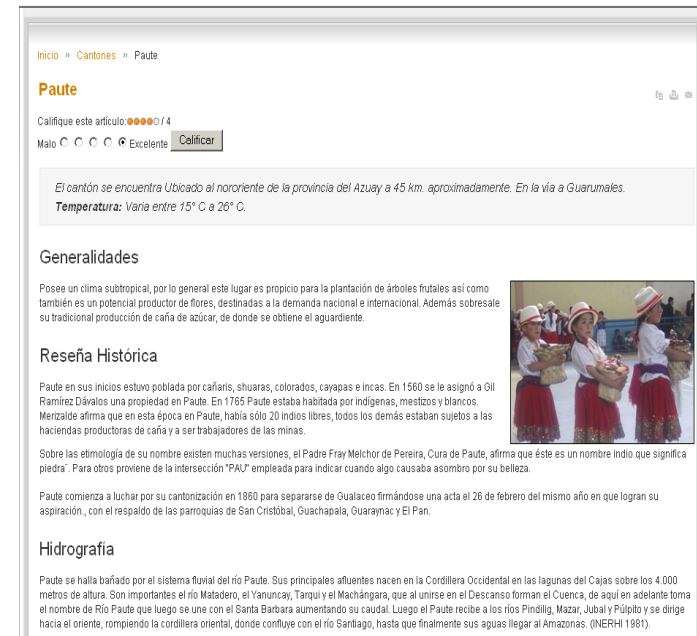 Inicio » Cantones » Paute
Paute
Califique este artículo: / 4
Malo Excelente Calificar
El cantón se encuentra Ubicado al nororiente de la provincia del Azuay a 45 km. aproximadamente. En la vía a Guarumales.
Temperatura: Varia entre 15° C a 26° C.
Generalidades
Posee un clima subtropical, por lo general este lugar es propicio para la plantación de árboles frutales así como
también es un potencial productor de flores, destinadas a la demanda nacional e internacional. Además sobresale
su tradicional producción de caña de azúcar, de donde se obtiene el aguardiente.
Reseña Histórica
Paute en sus inicios estuvo poblada por cañaris, shuaras, colorados, cayapas e incas. En 1560 se le asignó a Gil
Ramírez Dávalos una propiedad en Paute. En 1765 Paute estaba habitada por indígenas, mestizos y blancos.
Merizalde afirma que en esta época en Paute, había sólo 20 indios libres, todos los demás estaban sujetos a las
haciendas productoras de caña y a ser trabajadores de las minas.
Sobre las etimología de su nombre existen muchas versiones, el Padre Fray Melchor de Pereira, Cura de Paute, afirma que éste es un nombre indio que significa
piedra¨. Para otros proviene de la intersección "PAU" empleada para indicar cuando algo causaba asombro por su belleza.
Paute comienza a luchar por su cantonización en 1860 para separarse de Gualaceo firmándose una acta el 26 de febrero del mismo año en que logran su
aspiración., con el respaldo de las parroquias de San Cristóbal, Guachapala, Guaraynac y El Pan.
Hidrografía
Paute se halla bañado por el sistema fluvial del río Paute. Sus principales afluentes nacen en la Cordillera Occidental en las lagunas del Cajas sobre los 4.000
metros de altura. Son importantes el río Matadero, el Yanuncay, Tarqui y el Machángara, que al unirse en el Descanso forman el Cuenca, de aquí en adelante toma
el nombre de Río Paute que luego se une con el Santa Barbara aumentando su caudal. Luego el Paute recibe a los ríos Pindilig, Mazar, Jubal y Púlpito y se dirige
hacia el oriente, rompiendo la cordillera oriental, donde confluye con el río Santiago, hasta que finalmente sus aguas llegar al Amazonas. (INERHI 1981).